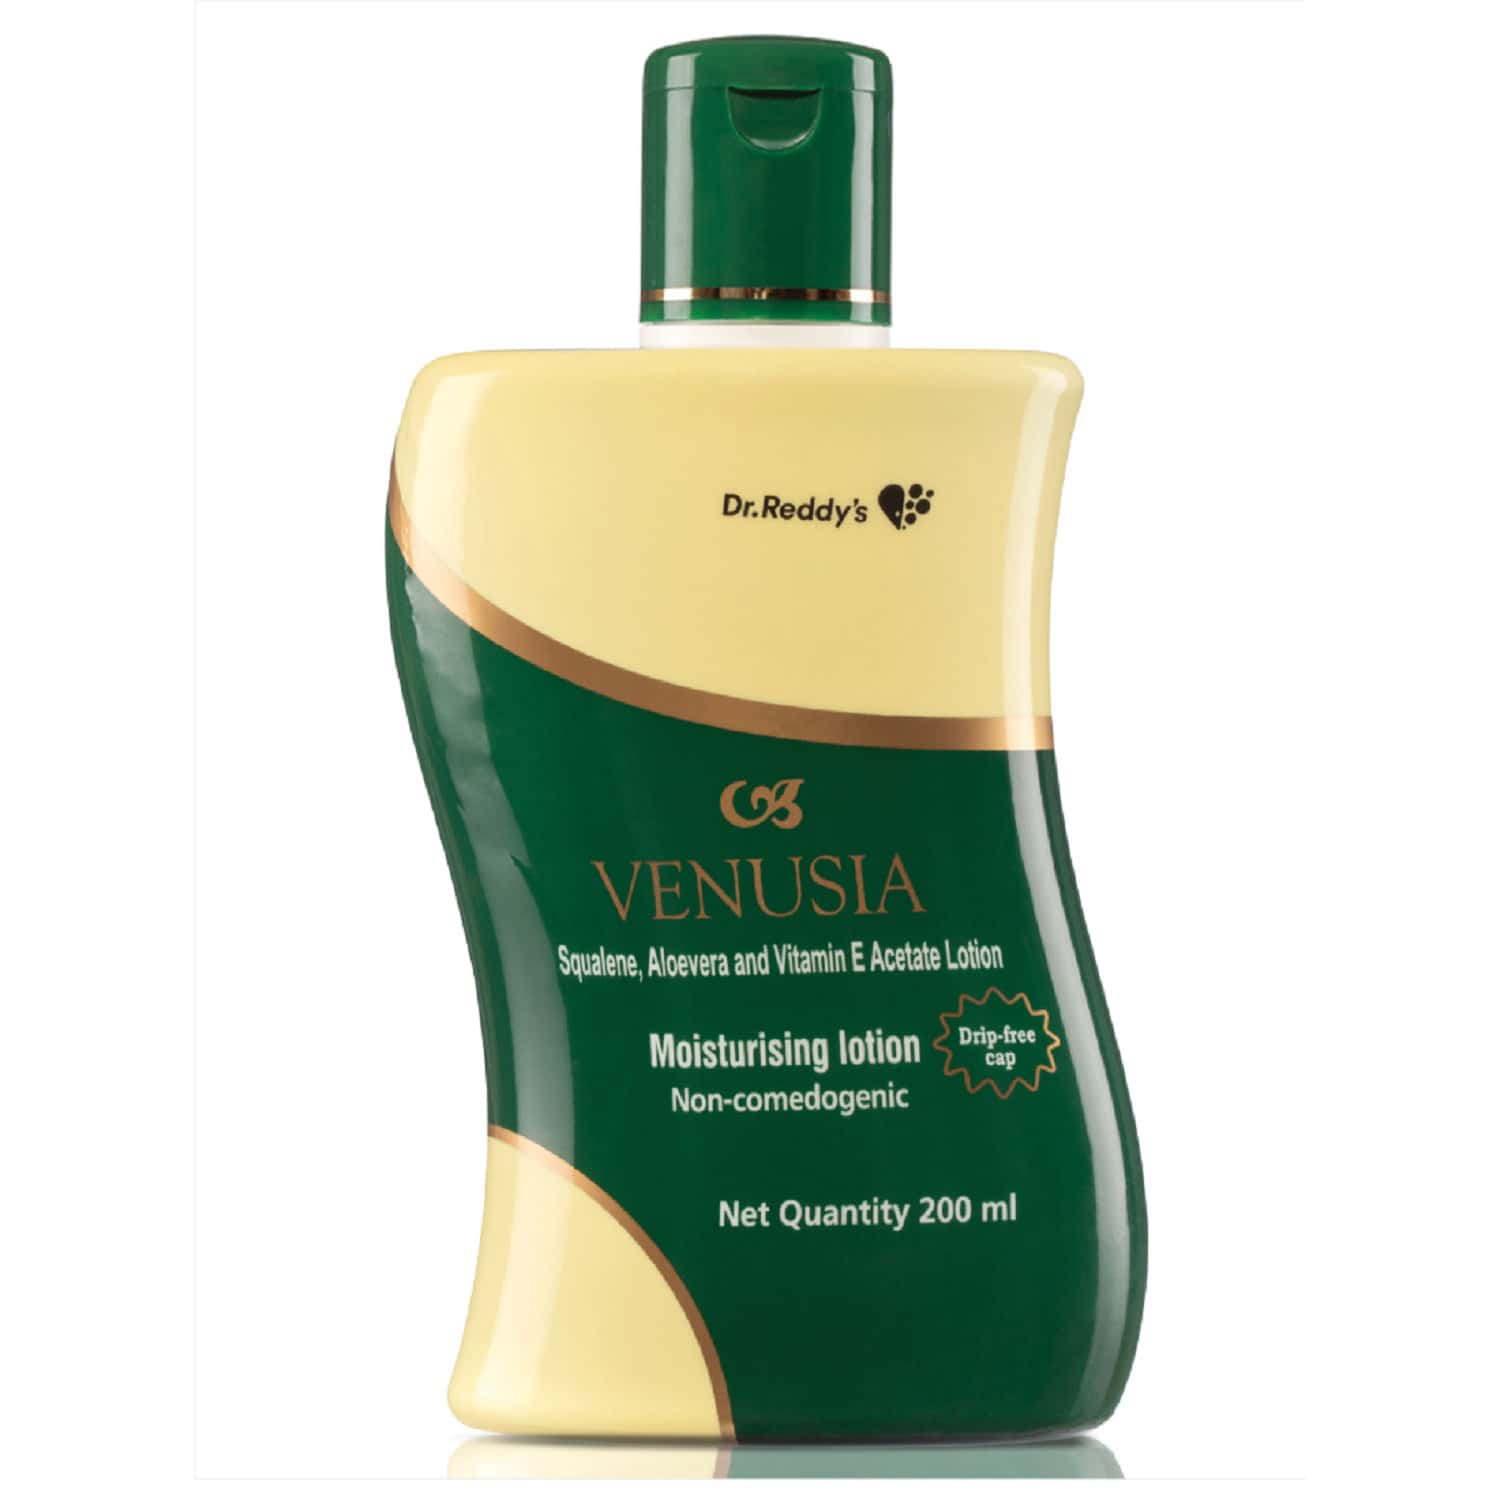 Dr.Reddy's
VENUSIA
Squalene, Aloevera and Vitamin E Acetate Lotion
Moisturising lotion
Drip-free
cap
Non-comedogenic
Net Quantity 200 ml